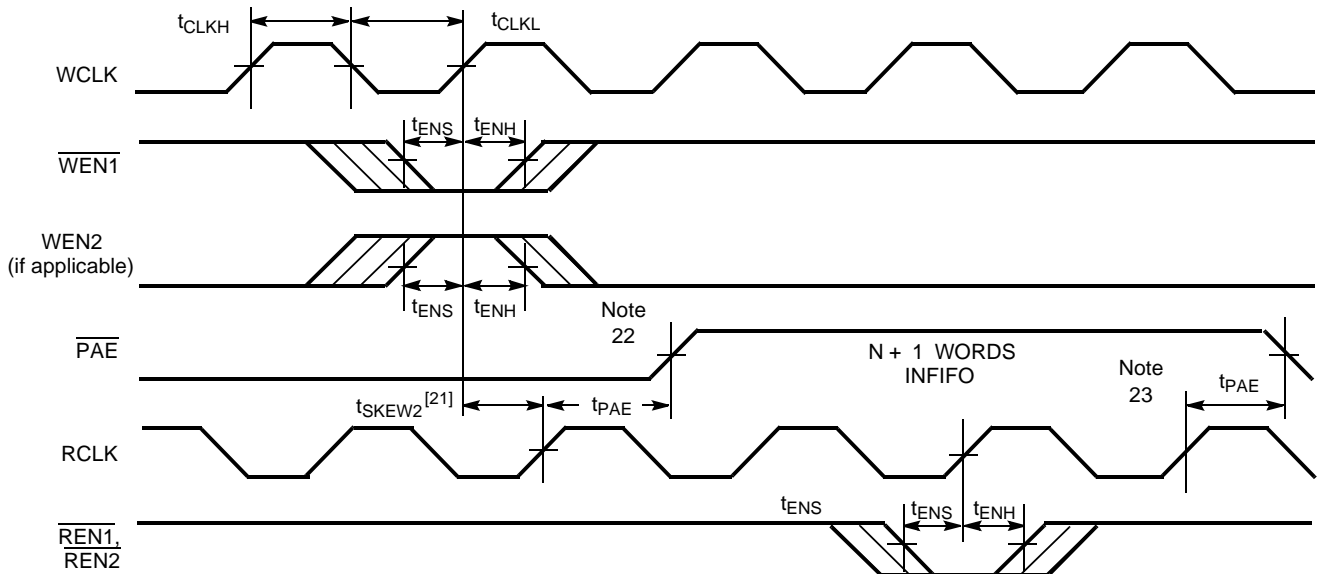 tCLKH
tCLKL
WCLK
tENS tENH
WEN1
WEN2
(if applicable)
tENS tENH
Note
22
PAE
N + 1 WORDS
INFIFO
Note
23
tPAE
tSKEW2[21]
tPAE
RCLK
tENS
tENS tENH
REN1,
REN2